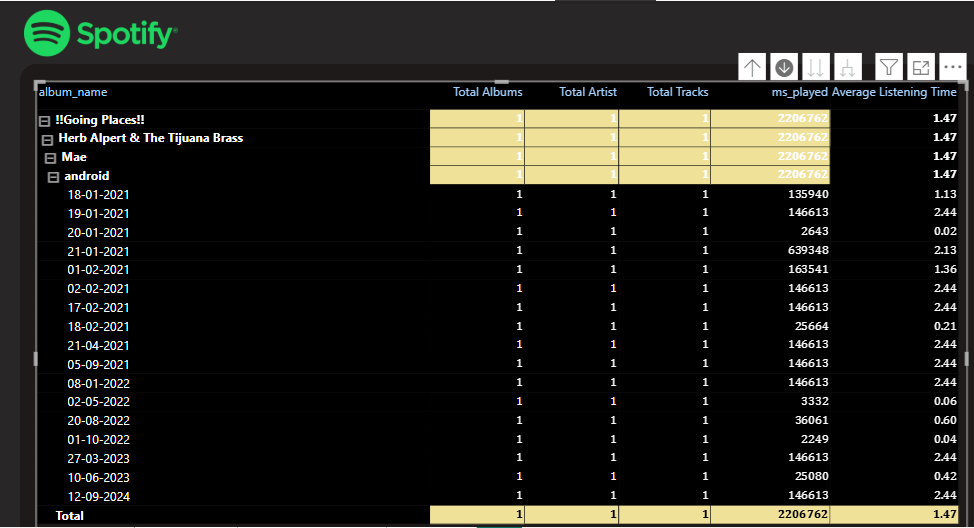 Spotify
album_name Total Albums Total Artist Total Tracks ms_played Average Listening Time
!!Going Places!! 1 1 1 2206762 1.47
Herb Alpert & The Tijuana Brass 1 1 1 2206762 1.47
Mae 1 1 1 2206762 1.47
android 1 1 1 2206762 1.47
18-01-2021 1 1 1 135940 1.13
19-01-2021 1 1 1 146613 2.44
20-01-2021 1 1 1 2643 0.02
21-01-2021 1 1 1 639348 2.13
01-02-2021 1 1 1 163541 1.36
02-02-2021 1 1 1 146613 2.44
17-02-2021 1 1 1 146613 2.44
18-02-2021 1 1 1 25664 0.21
21-04-2021 1 1 1 146613 2.44
05-09-2021 1 1 1 146613 2.44
08-01-2022 1 1 1 146613 2.44
02-05-2022 1 1 1 3332 0.06
20-08-2022 1 1 1 36061 0.60
01-10-2022 1 1 1 2249 0.04
27-03-2023 1 1 1 146613 2.44
10-06-2023 1 1 1 25080 0.42
12-09-2024 1 1 1 146613 2.44
Total 1 1 1 2206762 1.47